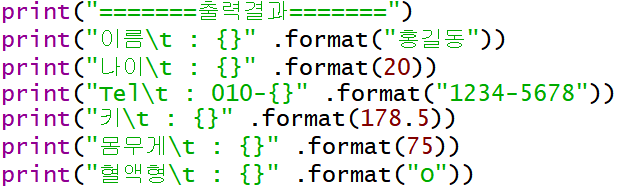 print("=======출력결과=======")
print("이름\t : {}" .format("홍길동"))
print("나이\t : {}" .format(20))
print("Tel\t : 010-{}" .format("1234-5678"))
print("키\t : {}" .format(178.5))
print("몸무게\t : {}" .format(75))
print("혈액형\t : {}" .format("O"))